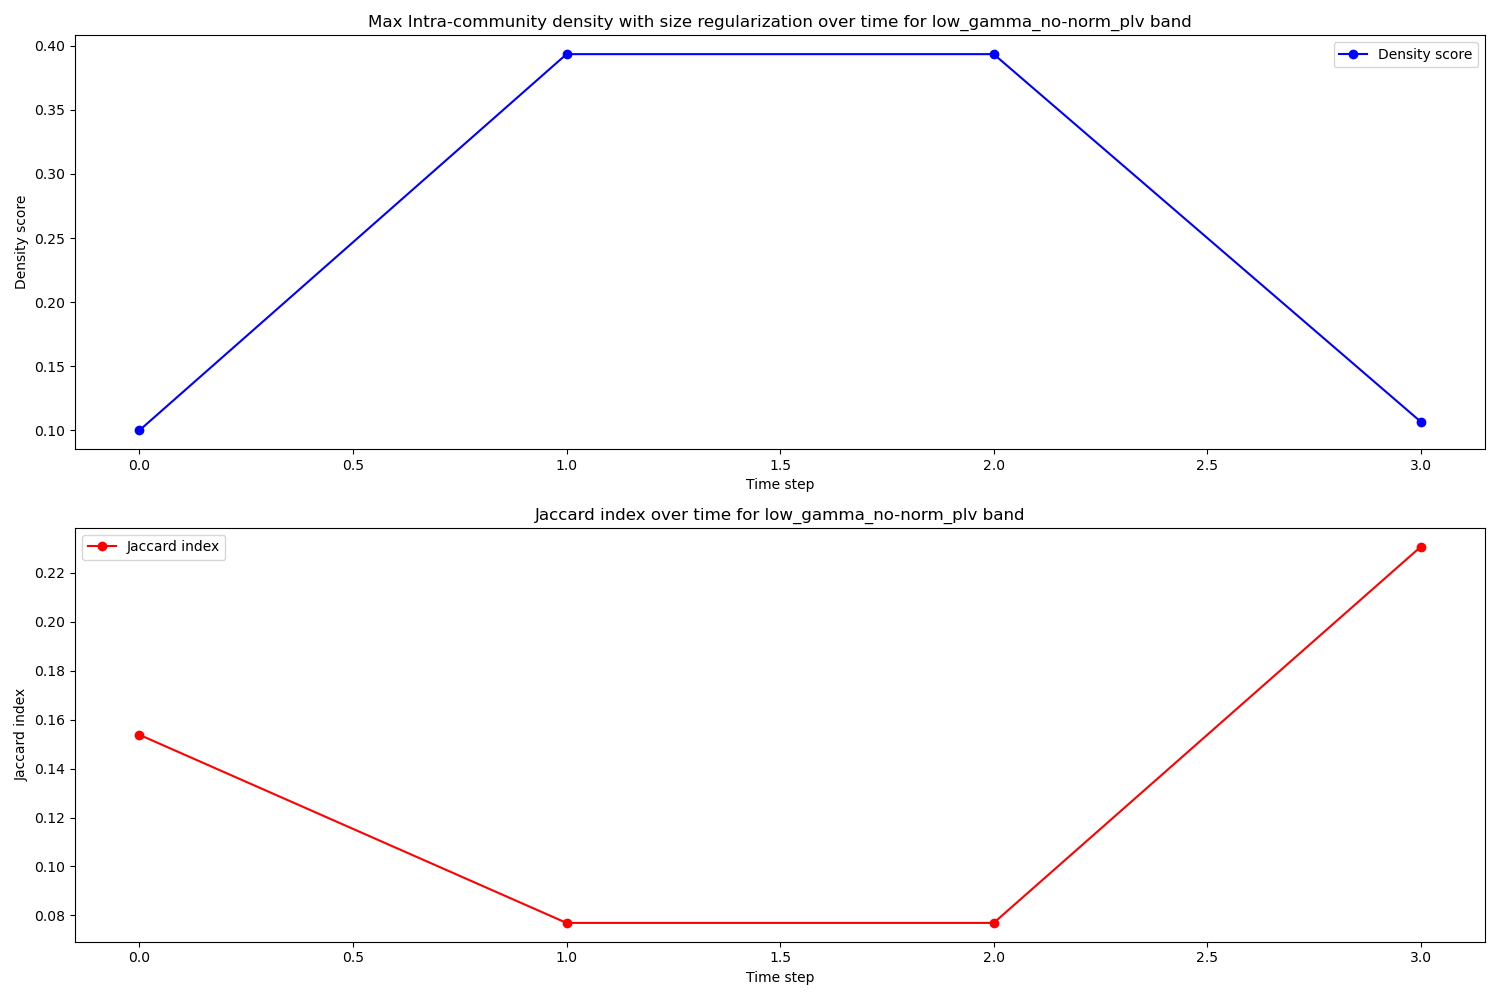 Max Intra-community density with size regularization over time for low_gamma_no-norm_plv band
Density score
0.40
0.35
0.30
0.25
0.20
0.15
0.10
Density score
0.0 0.5 1.0 1.5 2.0 2.5 3.0
Time step
Jaccard index over time for low_gamma_no-norm_plv band
Jaccard index
0.22
0.20
0.18
0.16
0.14
0.12
0.10
0.08
Jaccard index
0.0 0.5 1.0 1.5 2.0 2.5 3.0
Time step